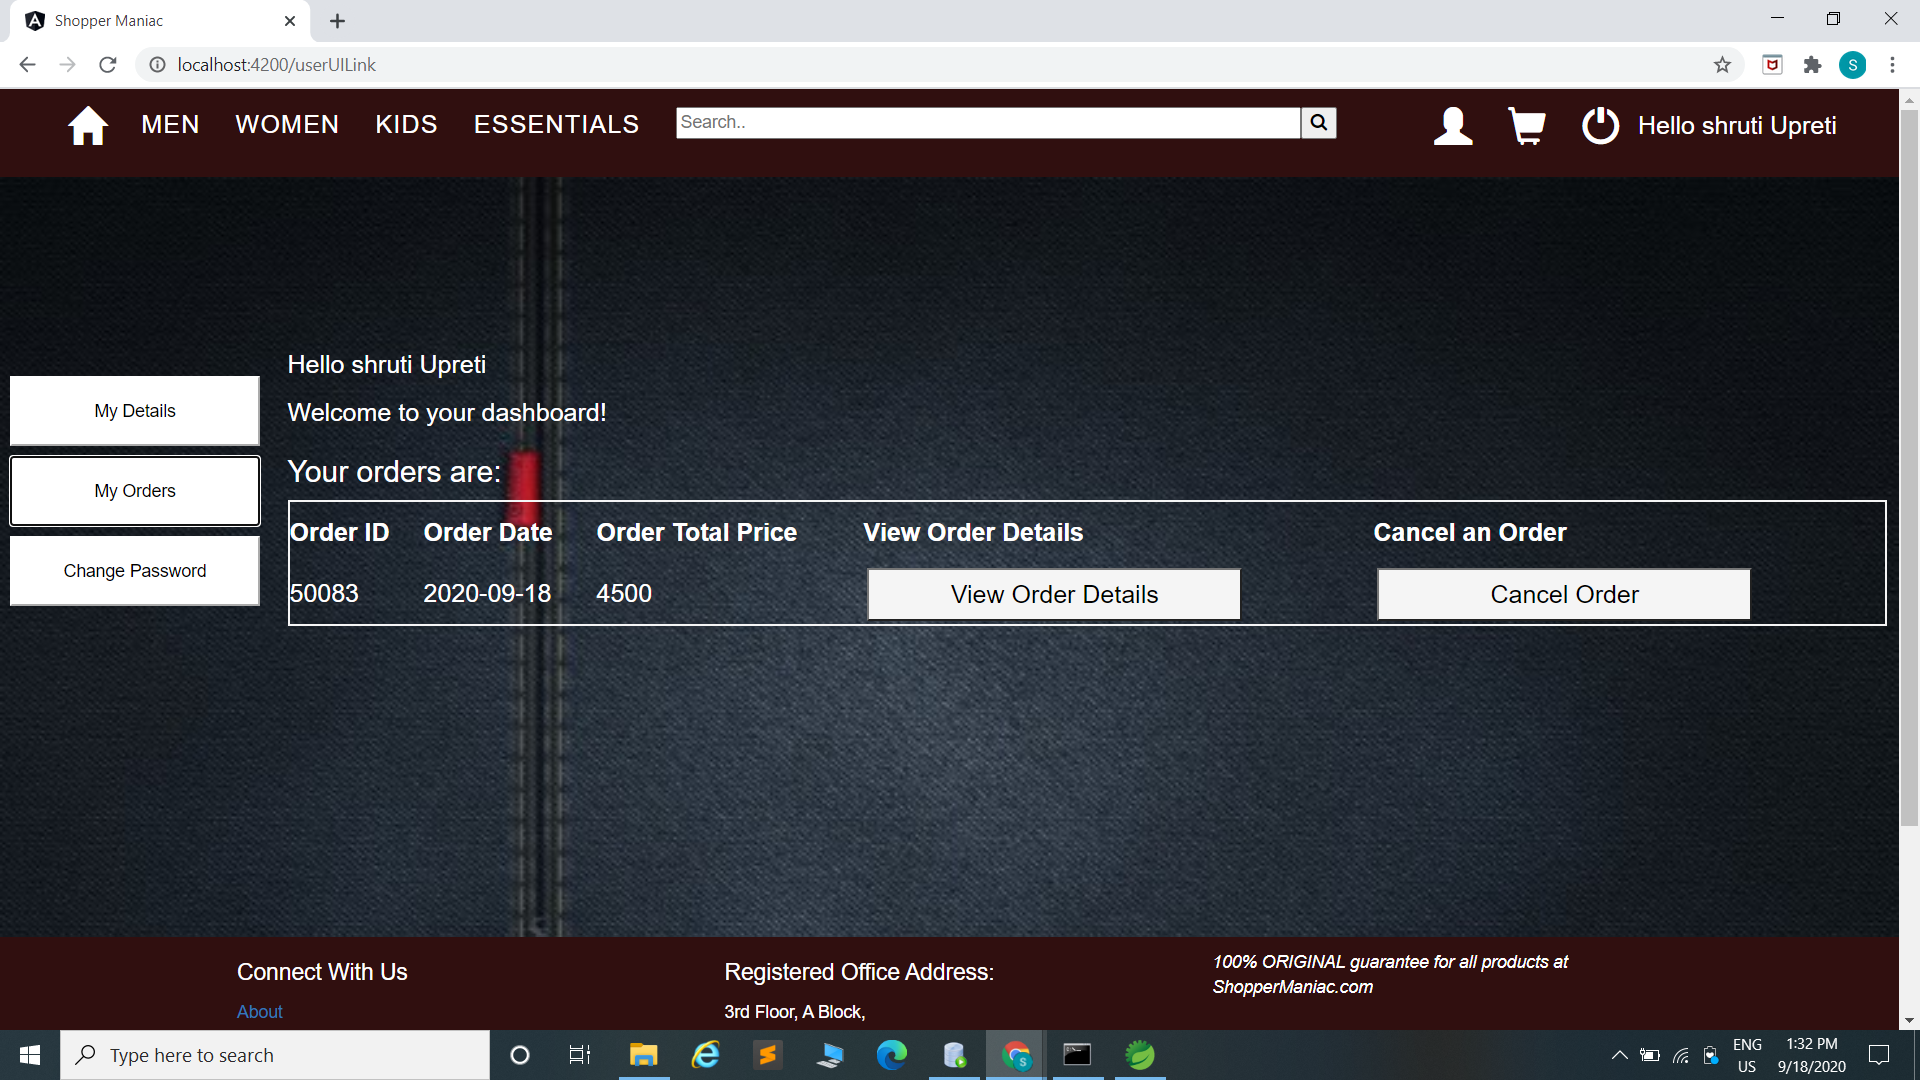 Shopper Maniac
localhost:4200/userUILink
S
MEN WOMEN KIDS ESSENTIALS Search.. Hello shruti Upreti
Hello shruti Upreti
Welcome to your dashboard!
My Details
My Orders
Change Password
Your orders are:
Order ID Order Date Order Total Price View Order Details Cancel an Order
50083 2020-09-18 4500 View Order Details Cancel Order
Connect With Us
About
Registered Office Address:
3rd Floor, A Block,
100% ORIGINAL guarantee for all products at
ShopperManiac.com
Type here to search
S
ENG
US
1:32 PM
9/18/2020